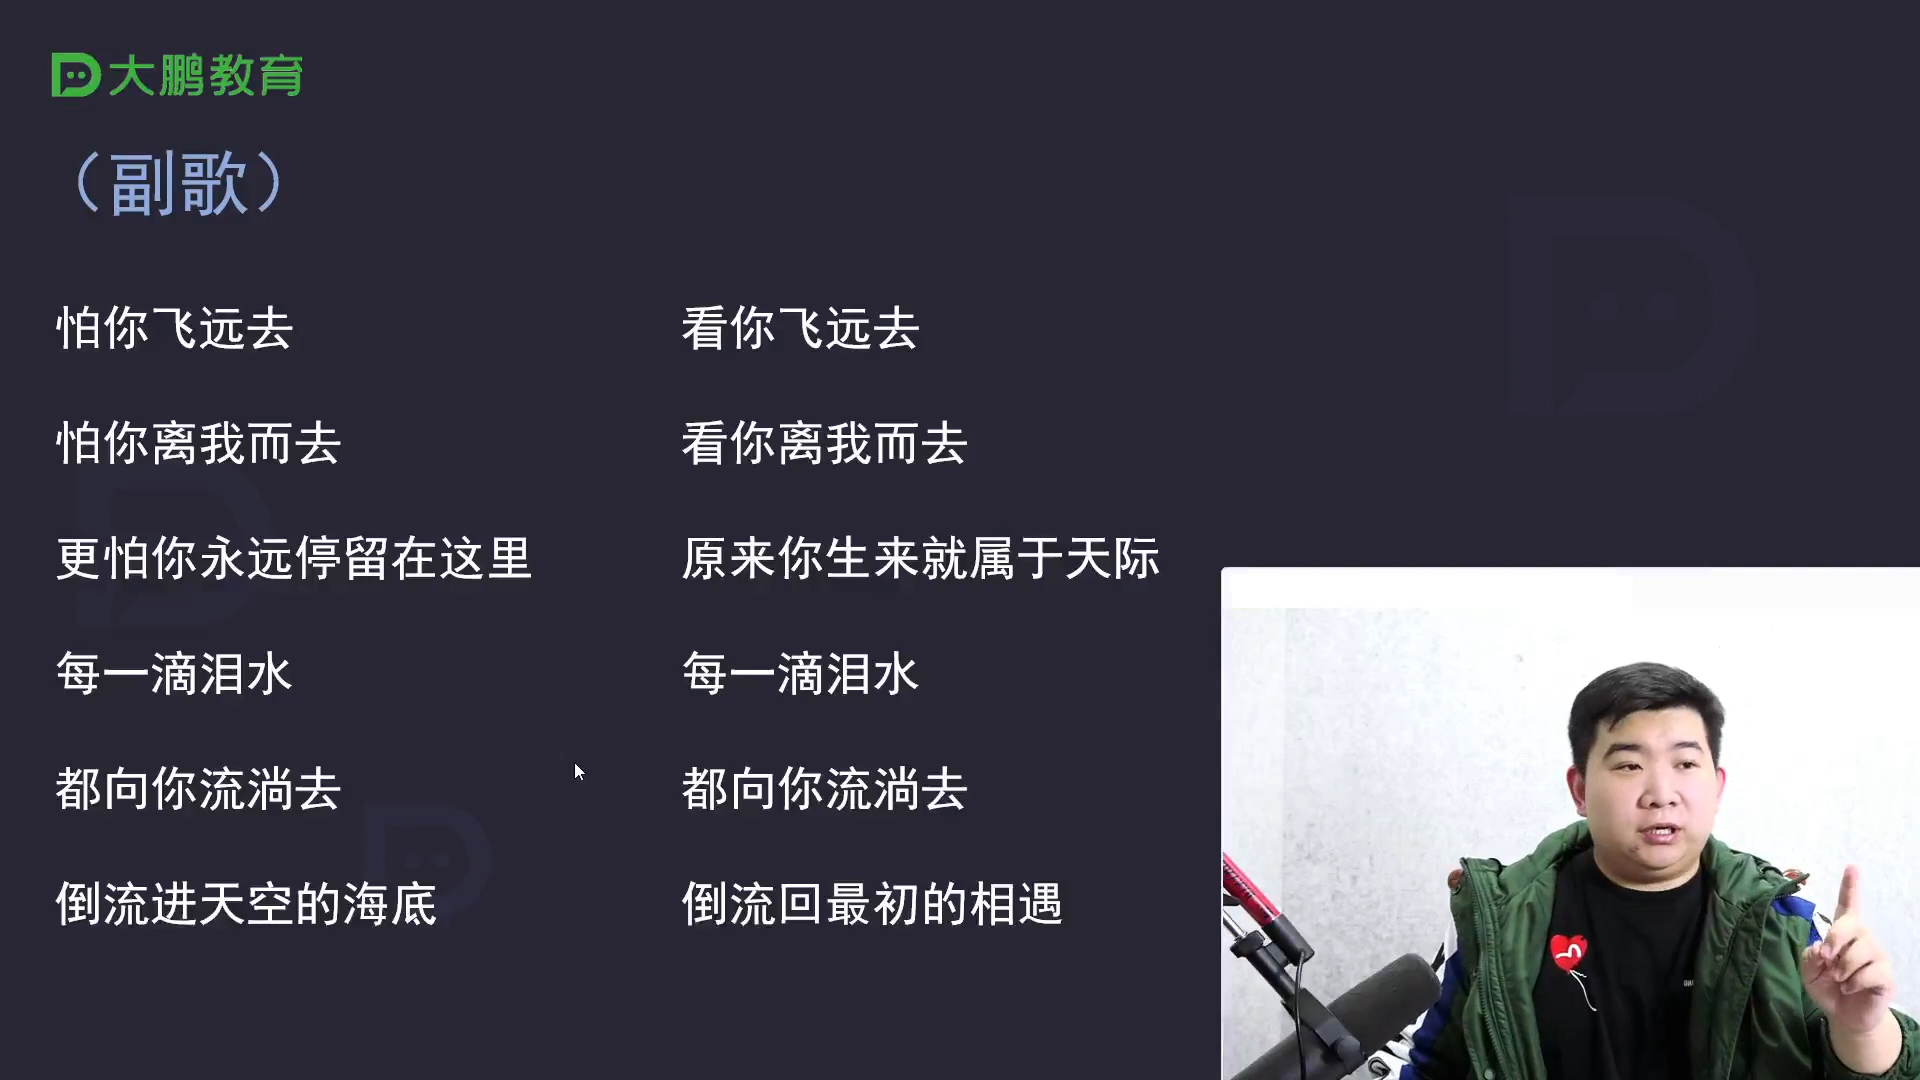 大鹏教育
（副歌）
怕你飞远去
怕你离我而去
更怕你永远停留在这里
每一滴泪水
都向你流淌去
倒流进天空的海底
看你飞远去
看你离我而去
原来你生来就属于天际
每一滴泪水
都向你流淌去
倒流回最初的相遇